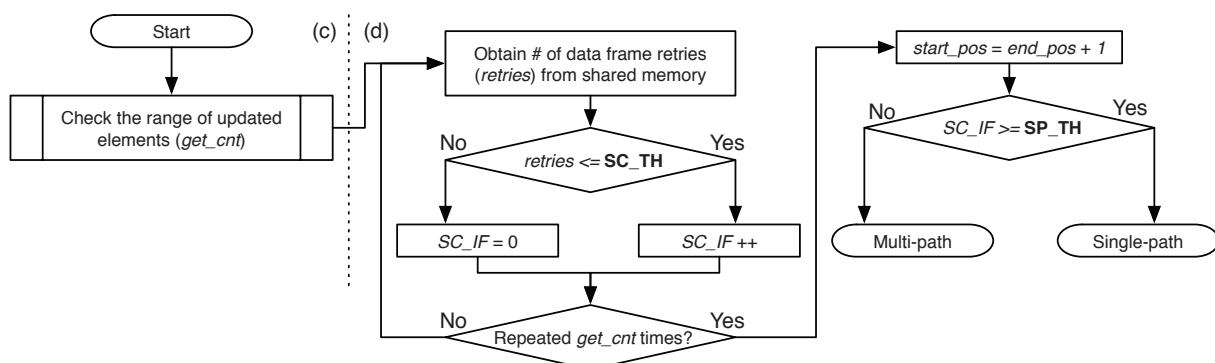 Start
(c)
Check the range of updated
elements (get_cnt)
(d)
Obtain # of data frame retries
(retries) from shared memory
No
Yes
retries <= SC_TH
SC_IF = 0
SC_IF ++
No
Yes
Repeated get_cnt times?
start_pos = end_pos + 1
No
Yes
SC_IF >= SP_TH
Multi-path
Single-path